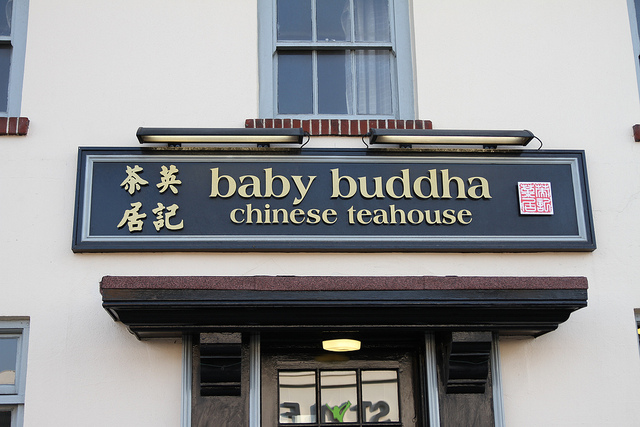 英記
茶居
baby buddha
chinese teahouse